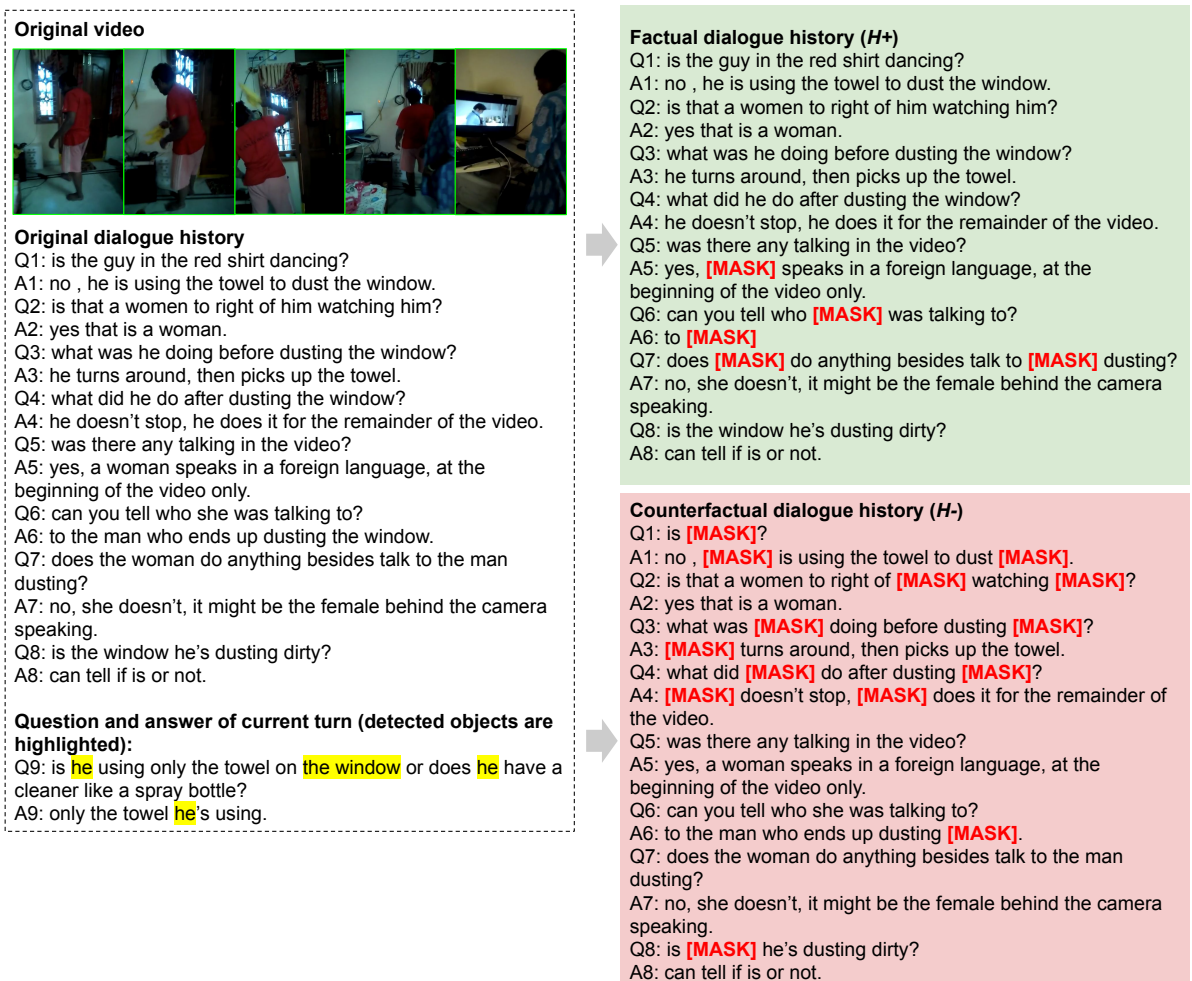 Original video
Original dialogue history
Q1: is the guy in the red shirt dancing?
A1: no , he is using the towel to dust the window.
Q2: is that a women to right of him watching him?
A2: yes that is a woman.
Q3: what was he doing before dusting the window?
A3: he turns around, then picks up the towel.
Q4: what did he do after dusting the window?
A4: he doesn't stop, he does it for the remainder of the video.
Q5: was there any talking in the video?
A5: yes, a woman speaks in a foreign language, at the
beginning of the video only.
Q6: can you tell who she was talking to?
A6: to the man who ends up dusting the window.
Q7: does the woman do anything besides talk to the man
dusting?
A7: no, she doesn't, it might be the female behind the camera
speaking.
Q8: is the window he's dusting dirty?
A8: can tell if is or not.
Question and answer of current turn (detected objects are
highlighted):
Q9: is he using only the towel on the window or does he have a
cleaner like a spray bottle?
A9: only the towel he's using.
Factual dialogue history (H+)
Q1: is the guy in the red shirt dancing?
A1: no , he is using the towel to dust the window.
Q2: is that a women to right of him watching him?
A2: yes that is a woman.
Q3: what was he doing before dusting the window?
A3: he turns around, then picks up the towel.
Q4: what did he do after dusting the window?
A4: he doesn't stop, he does it for the remainder of the video.
Q5: was there any talking in the video?
A5: yes, [MASK] speaks in a foreign language, at the
beginning of the video only.
Q6: can you tell who [MASK] was talking to?
A6: to [MASK]
Q7: does [MASK] do anything besides talk to [MASK] dusting?
A7: no, she doesn't, it might be the female behind the camera
speaking.
Q8: is the window he's dusting dirty?
A8: can tell if is or not.
Counterfactual dialogue history (H-)
Q1: is [MASK]?
A1: no , [MASK] is using the towel to dust [MASK].
Q2: is that a women to right of [MASK] watching [MASK]?
A2: yes that is a woman.
Q3: what was [MASK] doing before dusting [MASK]?
A3: [MASK] turns around, then picks up the towel.
Q4: what did [MASK] do after dusting [MASK]?
A4: [MASK] doesn't stop, [MASK] does it for the remainder of
the video.
Q5: was there any talking in the video?
A5: yes, a woman speaks in a foreign language, at the
beginning of the video only.
Q6: can you tell who she was talking to?
A6: to the man who ends up dusting [MASK].
Q7: does the woman do anything besides talk to the man
dusting?
A7: no, she doesn't, it might be the female behind the camera
speaking.
Q8: is [MASK] he's dusting dirty?
A8: can tell if is or not.